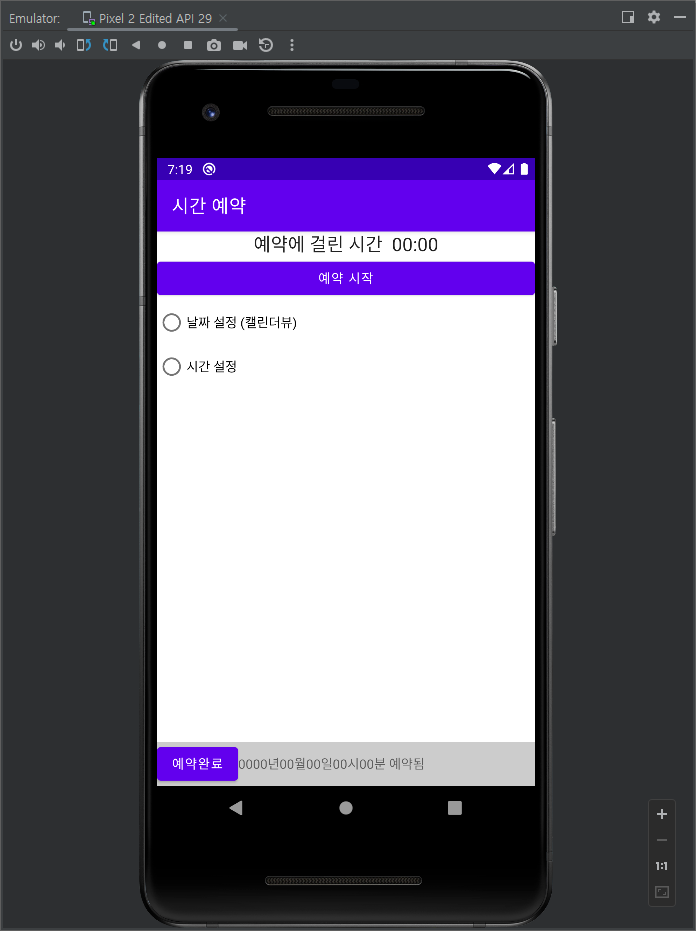 Emulator: Pixel 2 Edited API 29
7:19
시간 예약
예약에 걸린 시간 00:00
예약 시작
날짜 설정 (캘린더뷰)
시간 설정
예약완료 0000년00월00일00시00분 예약됨
1:1